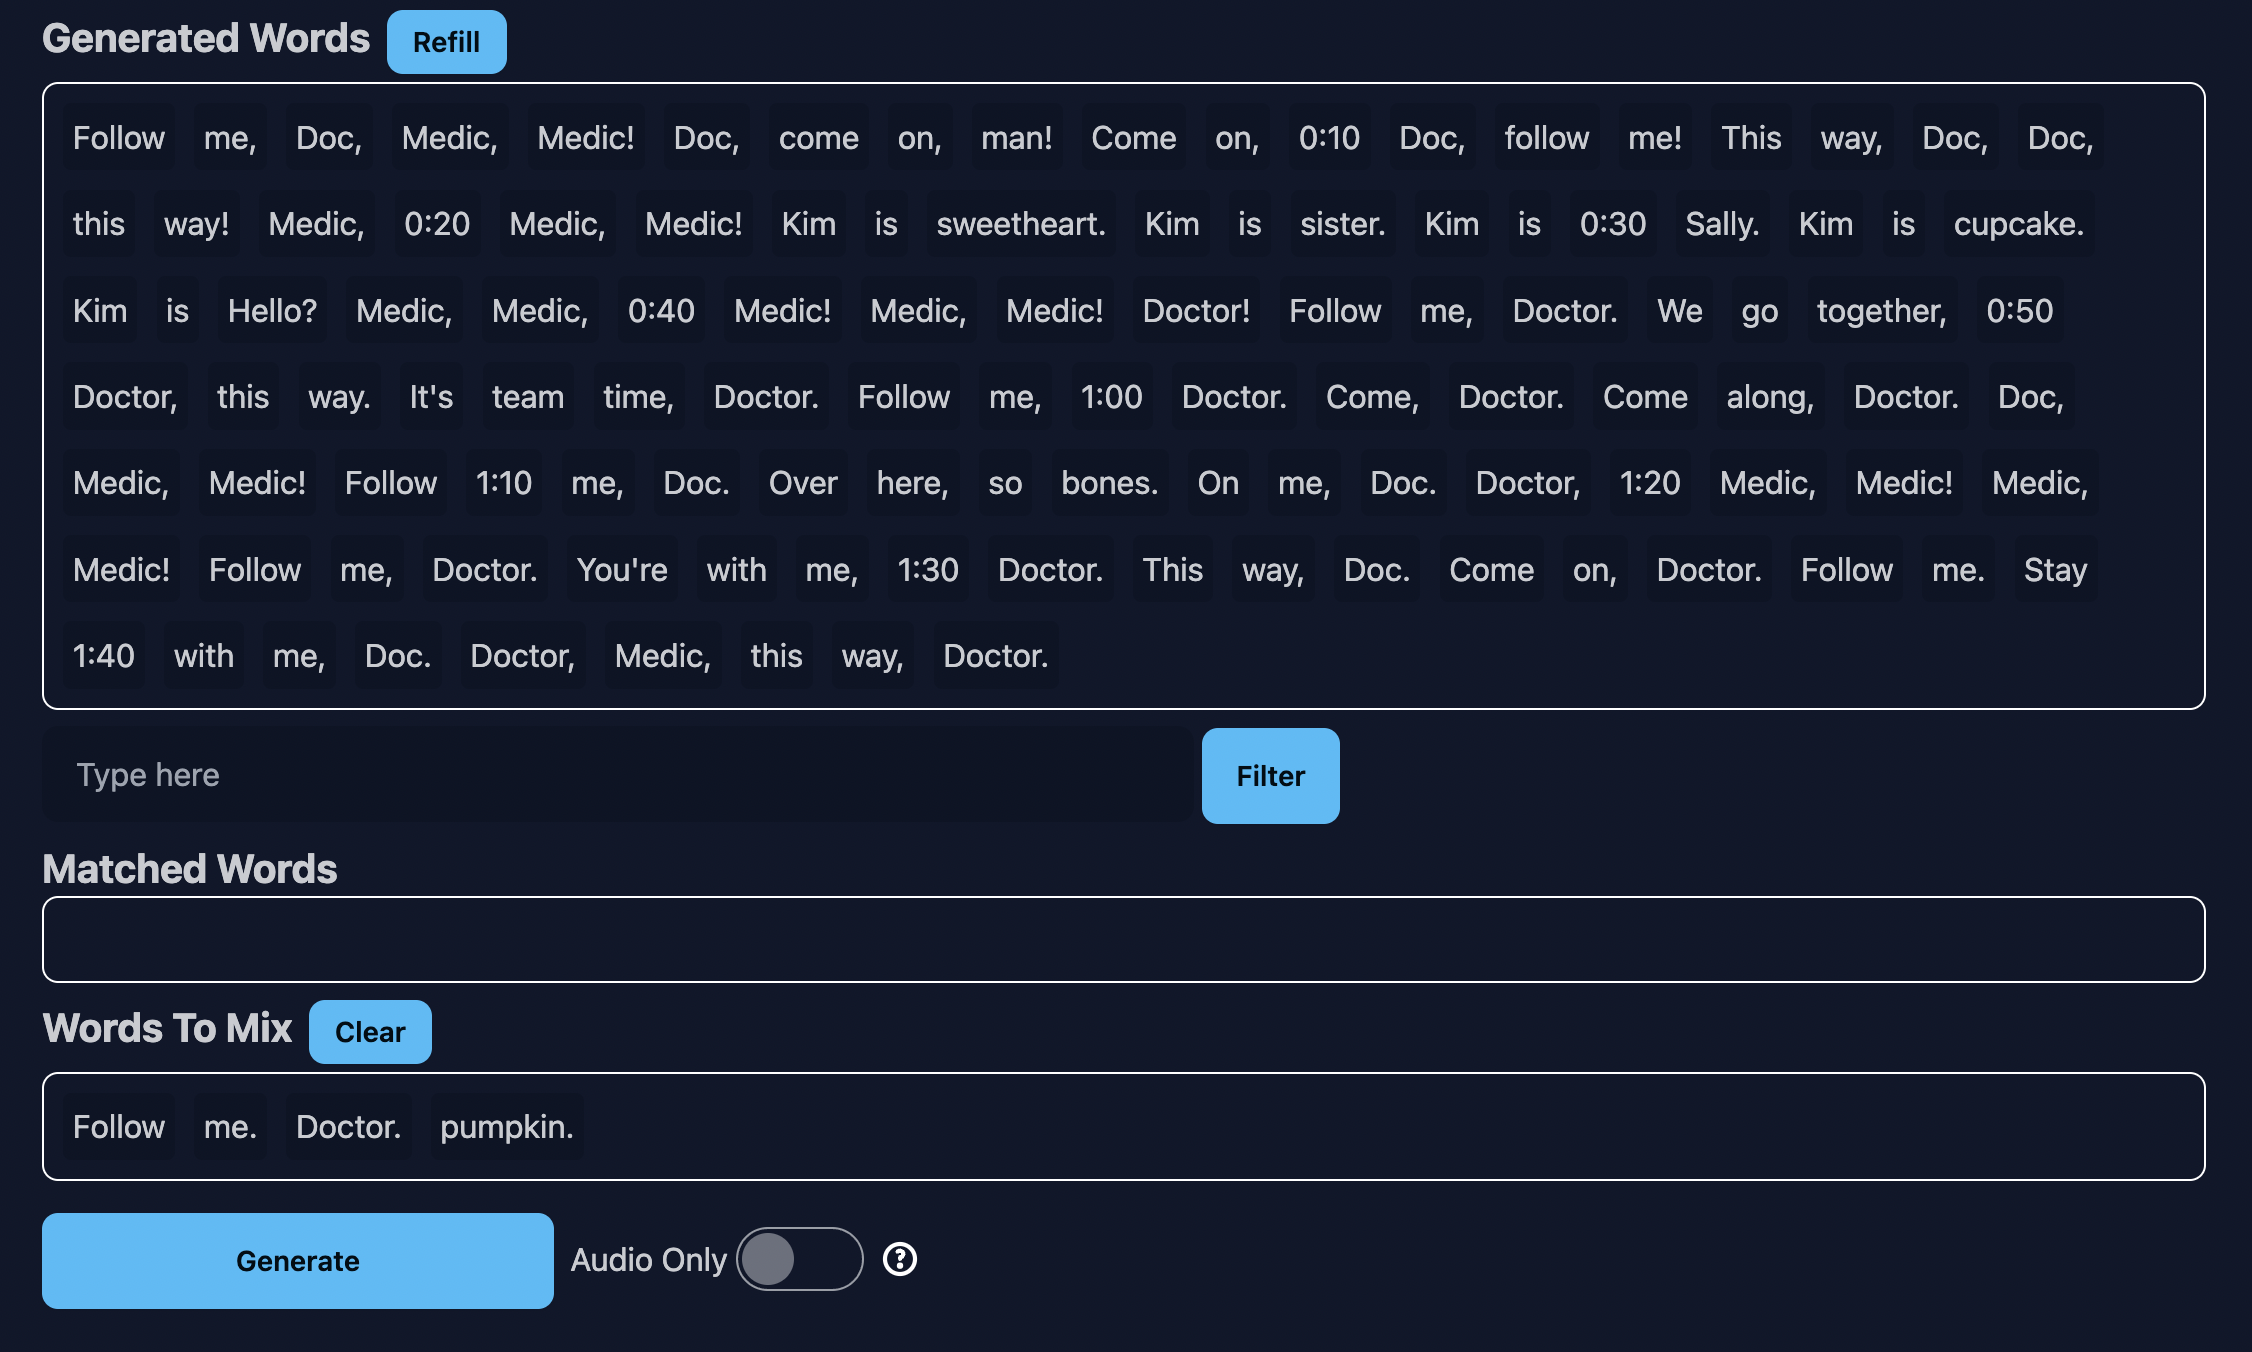 Generated Words Refill
Follow me, Doc, Medic, Medic! Doc, come on, man! Come on, 0:10 Doc, follow me! This way, Doc, Doc,
this way! Medic, 0:20 Medic, Medic! Kim is sweetheart. Kim is sister. Kim is 0:30 Sally. Kim is cupcake.
Kim is Hello? Medic, Medic, 0:40 Medic! Medic, Medic! Doctor! Follow me, Doctor. We go together, 0:50
Doctor, this way. It's team time, Doctor. Follow me, 1:00 Doctor. Come, Doctor. Come along, Doctor. Doc,
Medic, Medic! Follow 1:10 me, Doc. Over here, so bones. On me, Doc. Doctor, 1:20 Medic, Medic! Medic,
Medic! Follow me, Doctor. You're with me, 1:30 Doctor. This way, Doc. Come on, Doctor. Follow me. Stay
1:40 with me, Doc. Doctor, Medic, this way, Doctor.
Type here Filter
Matched Words
Words To Mix Clear
Follow me. Doctor. pumpkin.
Generate Audio Only ?